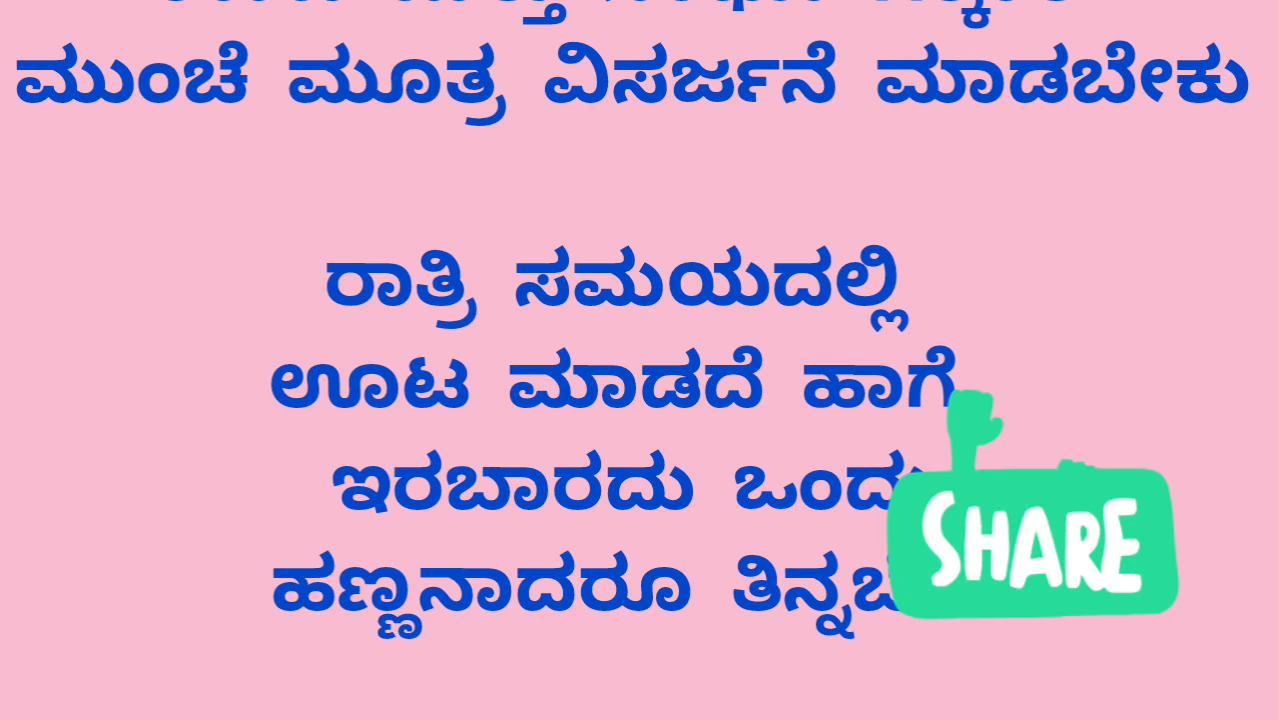 ಮುಂಚೆ ಮೂತ್ರ ವಿಸರ್ಜನೆ ಮಾಡಬೇಕು
ರಾತ್ರಿ ಸಮಯದಲ್ಲಿ
ಊಟ ಮಾಡದೆ ಹಾಗೆ
ಇರಬಾರದು ಒಂದು
ಹಣ್ಣನಾದರೂ
SHARE